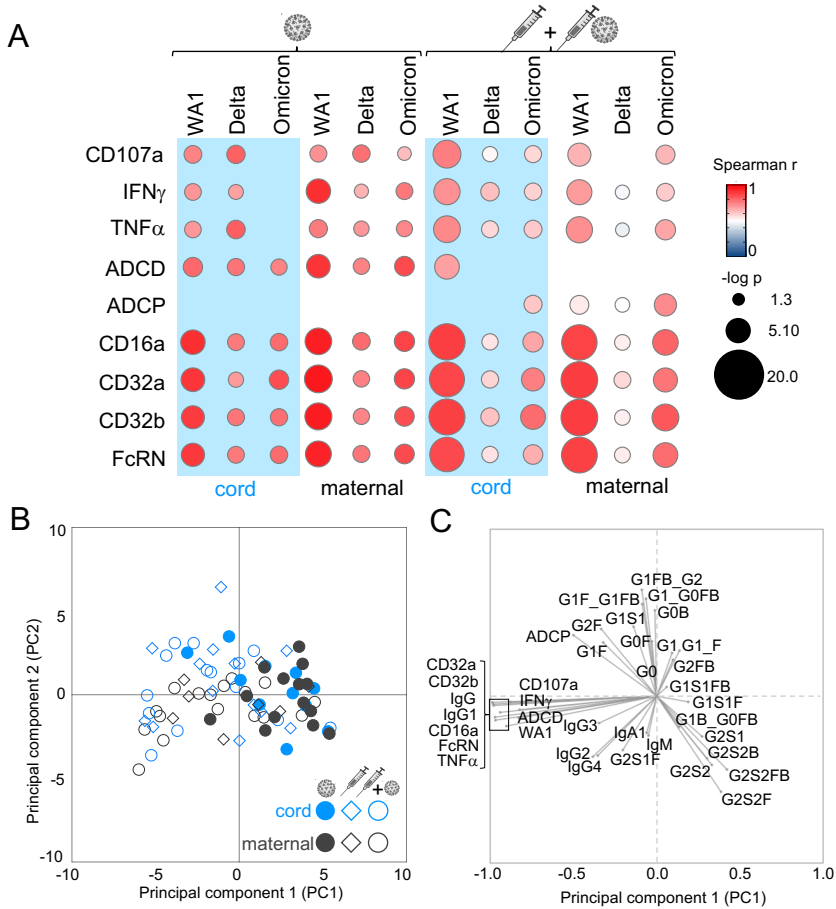 A
+
WA1 Delta Omicron WA1 Delta Omicron WA1 Delta Omicron WA1 Delta Omicron
CD107a
IFNγ
TNFα
ADCD
ADCP
CD16a
CD32a
CD32b
FcRN
cord maternal cord maternal
Spearman r
1
0
-log p
1.3
5.10
20.0
B
10
5
0
-5
-10
-10 -5 0 5 10
Principal component 2 (PC2)
Principal component 1 (PC1)
+
cord
maternal
C
G1FB_G2
G1F_G1FB G1_G0FB
G1S1 G0B
G2F
ADCP G0F G1 G1_F
G1F
G0 G2FB
CD32a
CD32b
IgG
IgG1
CD16a
FcRN
TNFα
CD107a
IFNγ
ADCD
WA1
G1S1FB
G1S1F
IgG3 IgA1 G1B_G0FB
IgM G2S1
IgG2
IgG4 G2S1F G2S2B
G2S2 G2S2FB
G2S2F
-1.0 -0.5 0.0 0.5 1.0
Principal component 1 (PC1)